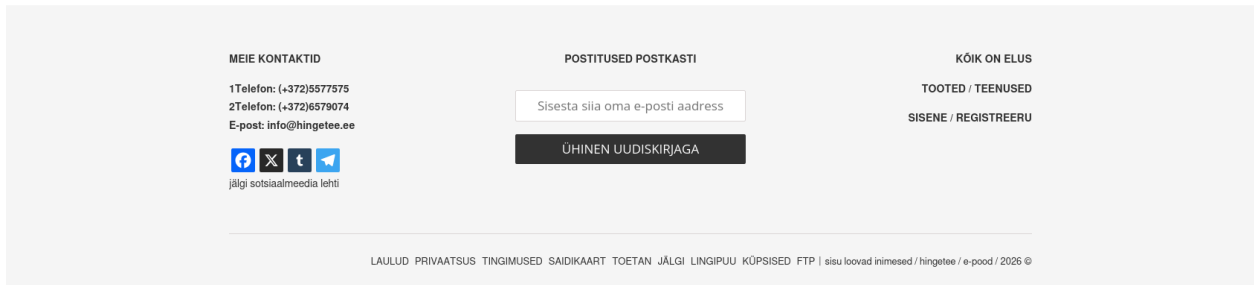 MEIE KONTAKTID
1Telefon: (+372)5577575
2Telefon: (+372)6579074
E-post: info@hingetee.ee
jälgi sotsiaalmeedia lehti
POSTITUSED POSTKASTI
Sisesta siia oma e-posti aadress
ÜHINEN UUDISKIRJAGA
KÕIK ON ELUS
TOOTED / TEENUSED
SISENE / REGISTREERU
LAULUD PRIVAATSUS TINGIMUSED SAIDIKAART TOETAN JÄLGI LINGIPUU KÜPSISED FTP | sisu loovad inimesed / hingetee / e-pood / 2026 ©